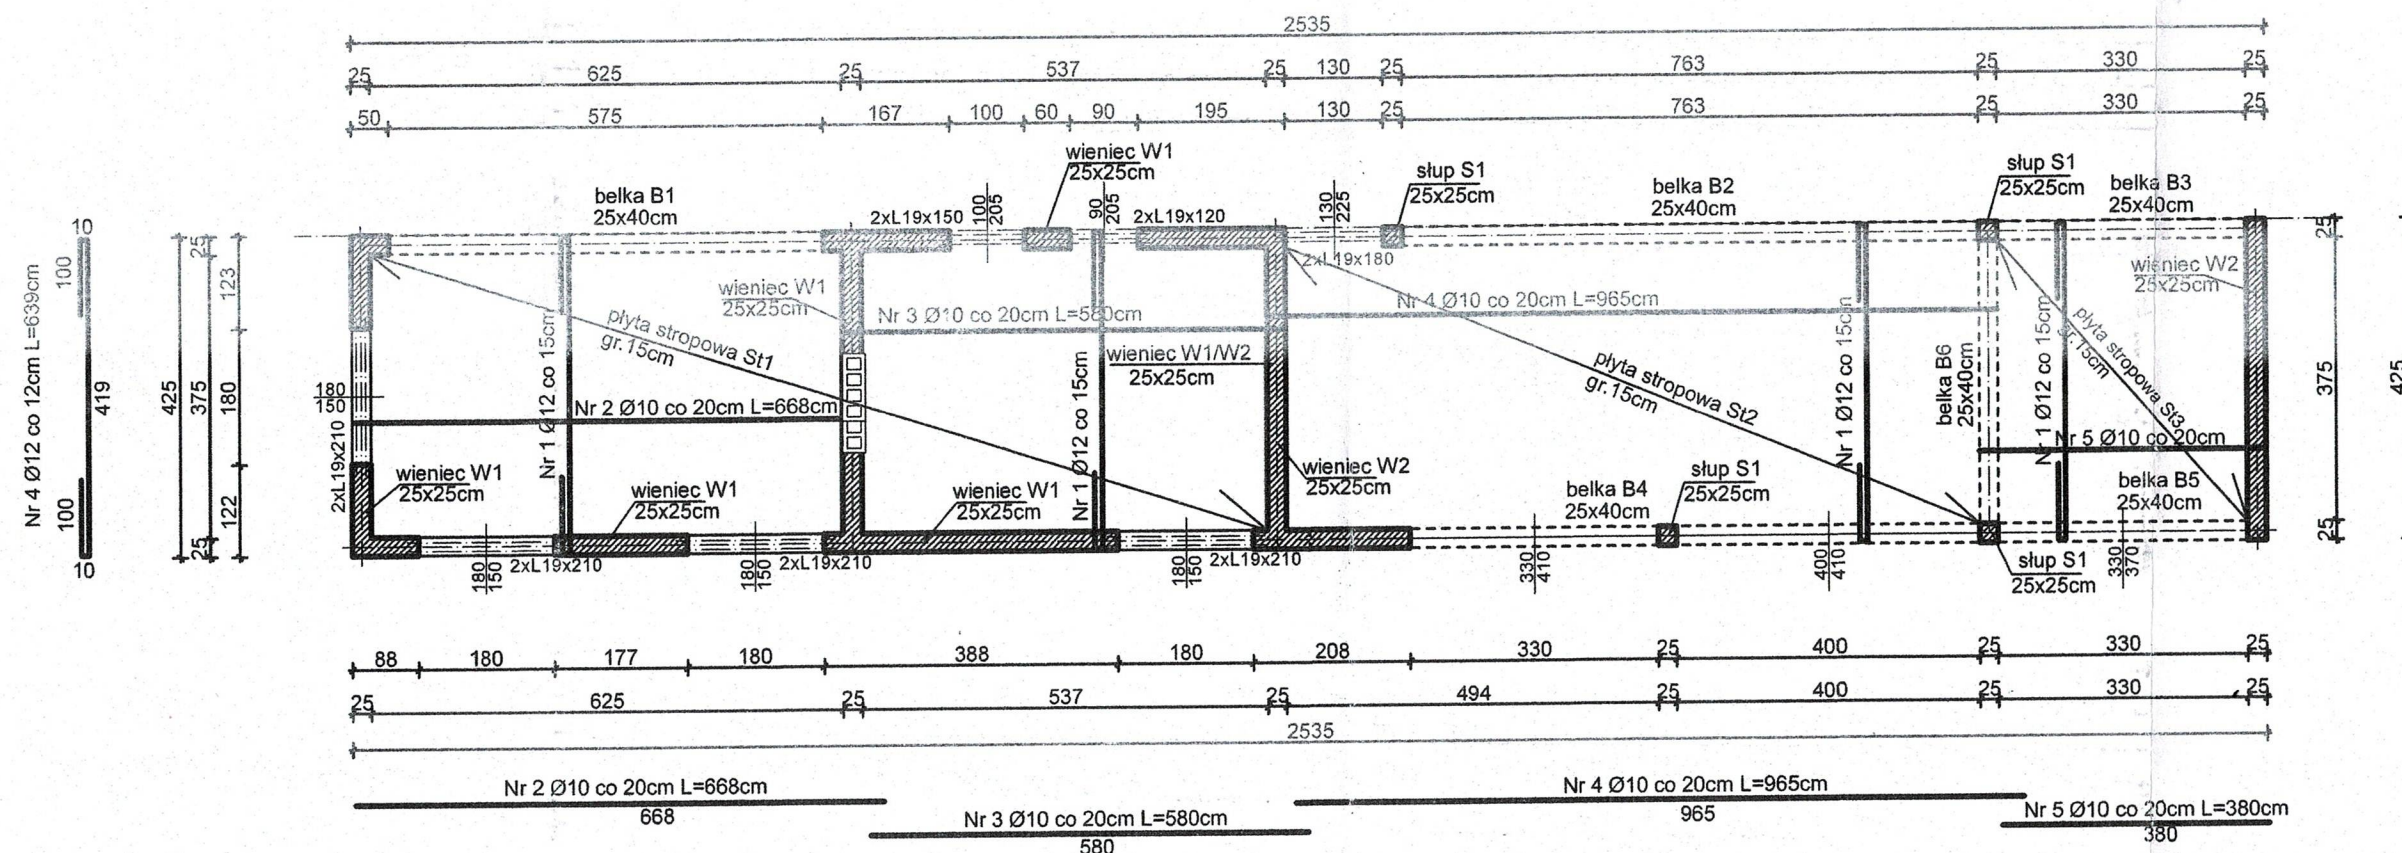 2535
25 625 25 537 25 130 25 763 25 330 25
50 575 167 100 60 90 195 130 25 763 25 330 25
wieniec W1
25x25cm
słup S1
25x25cm
słup S1
25x25cm
belka B1
25x40cm
belka B2
25x40cm
belka B3
25x40cm
2xL19x150
100
205
90
205
2xL19x120
130
225
2xL19x180
10
100
Nr 4 Ø12 co 12cm L=639cm
419
100
10
425
25
375
25
123
180
122
180
150
2xL19x210
wieniec W1
25x25cm
wieniec W2
25x25cm
Nr 3 Ø10 co 20cm L=580cm
Nr 4 Ø10 co 20cm L=965cm
płyta stropowa St1
gr.15cm
Nr 1 Ø12 co 15cm
Nr 2 Ø10 co 20cm L=668cm
wieniec W1/W2
25x25cm
Nr 1 Ø12 co 15cm
płyta stropowa St2
gr.15cm
Nr 1 Ø12 co 15cm
belka B6
25x40cm
Nr 1 Ø12 co 15cm
płyta stropowa St3
gr.15cm
Nr 5 Ø10 co 20cm
25
375
25
425
wieniec W1
25x25cm
wieniec W1
25x25cm
wieniec W1
25x25cm
wieniec W2
25x25cm
belka B4
25x40cm
słup S1
25x25cm
belka B5
25x40cm
180
150
2xL19x210
180
150
2xL19x210
180
150
2xL19x210
330
410
400
410
słup S1
25x25cm
330
370
88 180 177 180 388 180 208 330 25 400 25 330 25
25 625 25 537 25 494 25 400 25 330 25
2535
Nr 2 Ø10 co 20cm L=668cm
668
Nr 3 Ø10 co 20cm L=580cm
580
Nr 4 Ø10 co 20cm L=965cm
965
Nr 5 Ø10 co 20cm L=380cm
380